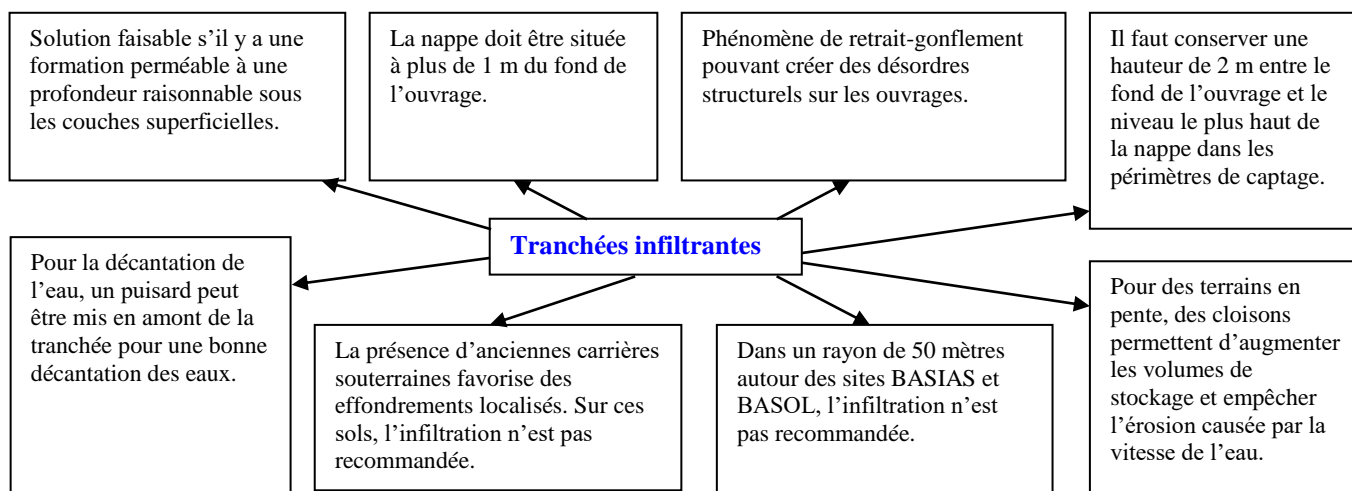 Solution faisable s’il y a une
formation perméable à une
profondeur raisonnable sous
les couches superficielles.
La nappe doit être située
à plus de 1 m du fond de
l’ouvrage.
Phénomène de retrait-gonflement
pouvant créer des désordres
structurels sur les ouvrages.
Il faut conserver une
hauteur de 2 m entre le
fond de l’ouvrage et le
niveau le plus haut de
la nappe dans les
périmètres de captage.
Tranchées infiltrantes
Pour la décantation de
l’eau, un puisard peut
être mis en amont de la
tranchée pour une bonne
décantation des eaux.
La présence d’anciennes carrières
souterraines favorise des
effondrements localisés. Sur ces
sols, l’infiltration n’est pas
recommandée.
Dans un rayon de 50 mètres
autour des sites BASIAS et
BASOL, l’infiltration n’est
pas recommandée.
Pour des terrains en
pente, des cloisons
permettent d’augmenter
les volumes de
stockage et empêcher
l’érosion causée par la
vitesse de l’eau.